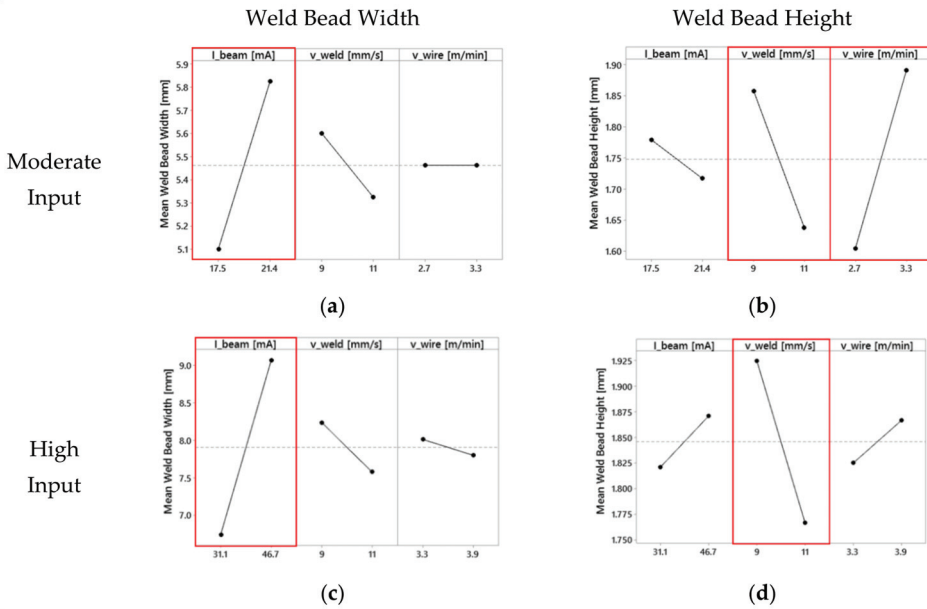 Weld Bead Width
Weld Bead Height
Moderate
Input
Mean Weld Bead Width [mm]
I_beam [mA] v_weld [mm/s] v_wire [m/min]
5.9
5.8
5.7
5.6
5.5
5.4
5.3
5.2
5.1
17.5 21.4 9 11 2.7 3.3
(a)
Mean Weld Bead Height [mm]
I_beam [mA] v_weld [mm/s] v_wire [m/min]
1.90
1.85
1.80
1.75
1.70
1.65
1.60
17.5 21.4 9 11 2.7 3.3
(b)
High
Input
Mean Weld Bead Width [mm]
I_beam [mA] v_weld [mm/s] v_wire [m/min]
9.0
8.5
8.0
7.5
7.0
31.1 46.7 9 11 3.3 3.9
(c)
Mean Weld Bead Height [mm]
I_beam [mA] v_weld [mm/s] v_wire [m/min]
1.925
1.900
1.875
1.850
1.825
1.800
1.775
1.750
31.1 46.7 9 11 3.3 3.9
(d)